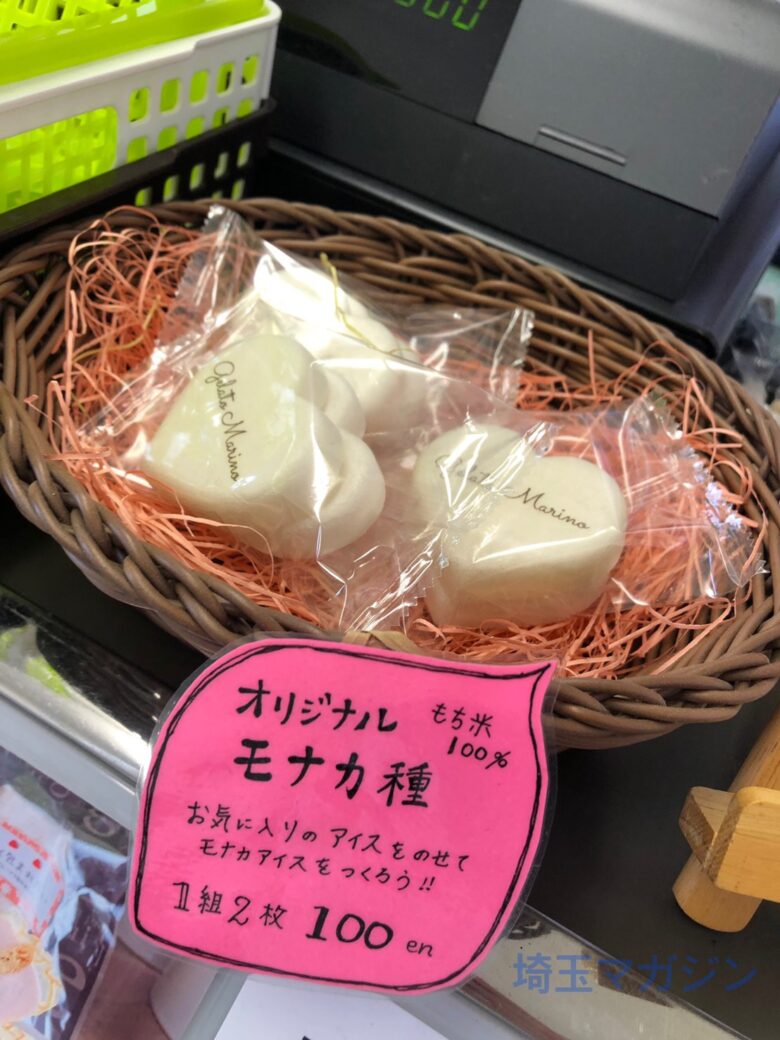 Gelato Marino
Gelato Marino
オリジナル
もち米
100%
モナカ種
お気に入りのアイスをのせて
モナカアイスをつくろう!!
1組2枚 100 en
埼玉マガジン